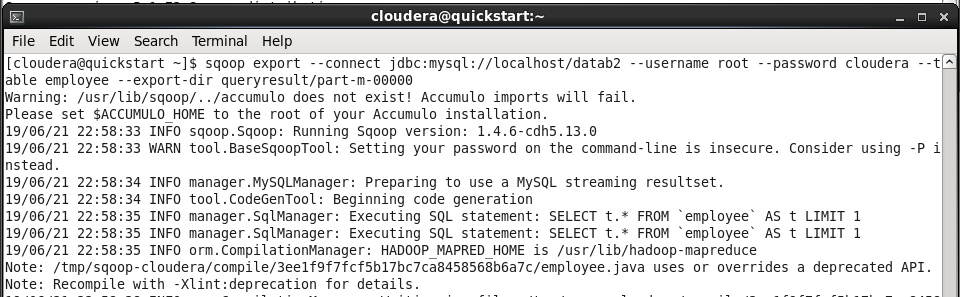 cloudera@quickstart:~
File Edit View Search Terminal Help
[cloudera@quickstart ~]$ sqoop export --connect jdbc:mysql://localhost/datab2 --username root --password cloudera --t
able employee --export-dir queryresult/part-m-00000
Warning: /usr/lib/sqoop/../accumulo does not exist! Accumulo imports will fail.
Please set $ACCUMULO_HOME to the root of your Accumulo installation.
19/06/21 22:58:33 INFO sqoop.Sqoop: Running Sqoop version: 1.4.6-cdh5.13.0
19/06/21 22:58:33 WARN tool.BaseSqoopTool: Setting your password on the command-line is insecure. Consider using -P i
nstead.
19/06/21 22:58:34 INFO manager.MySQLManager: Preparing to use a MySQL streaming resultset.
19/06/21 22:58:34 INFO tool.CodeGenTool: Beginning code generation
19/06/21 22:58:35 INFO manager.SqlManager: Executing SQL statement: SELECT t.* FROM `employee` AS t LIMIT 1
19/06/21 22:58:35 INFO manager.SqlManager: Executing SQL statement: SELECT t.* FROM `employee` AS t LIMIT 1
19/06/21 22:58:35 INFO orm.CompilationManager: HADOOP_MAPRED_HOME is /usr/lib/hadoop-mapreduce
Note: /tmp/sqoop-cloudera/compile/3ee1f9f7fcf5b17bc7ca8458568b6a7c/employee.java uses or overrides a deprecated API.
Note: Recompile with -Xlint:deprecation for details.